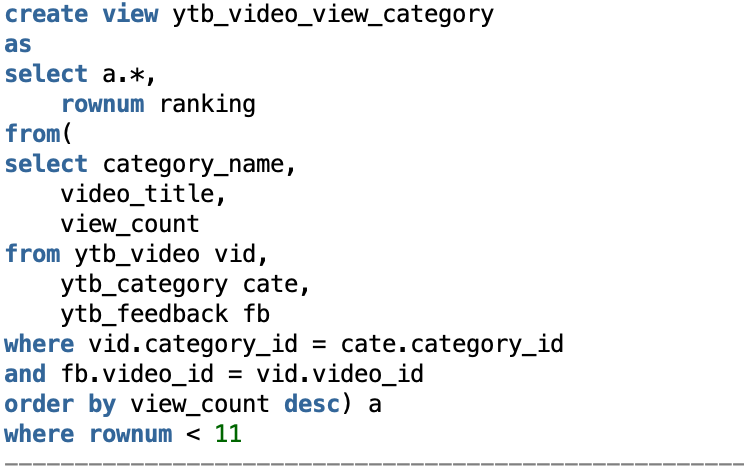 create view ytb_video_view_category
as
select a.*,
    rownum ranking
from(
select category_name,
    video_title,
    view_count
from ytb_video vid,
    ytb_category cate,
    ytb_feedback fb
where vid.category_id = cate.category_id
and fb.video_id = vid.video_id
order by view_count desc) a
where rownum < 11